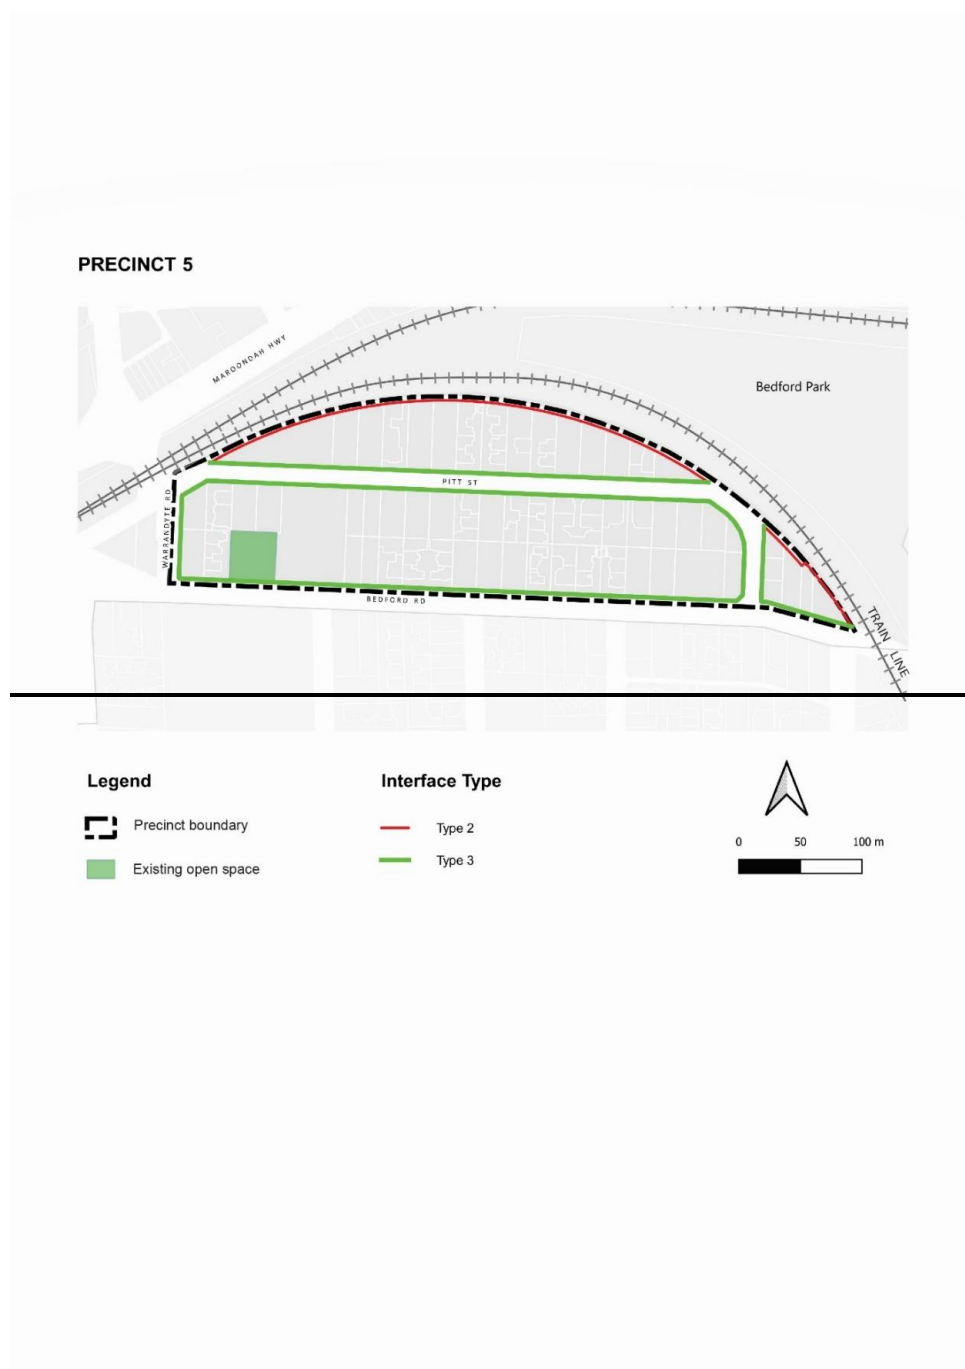 PRECINCT 5
MAROONDAH HWY
Bedford Park
PITT ST
WARRANDYTE RD
BEDFORD RD
TRAIN LINE
Legend
Precinct boundary
Existing open space
Interface Type
Type 2
Type 3
0 50 100 m